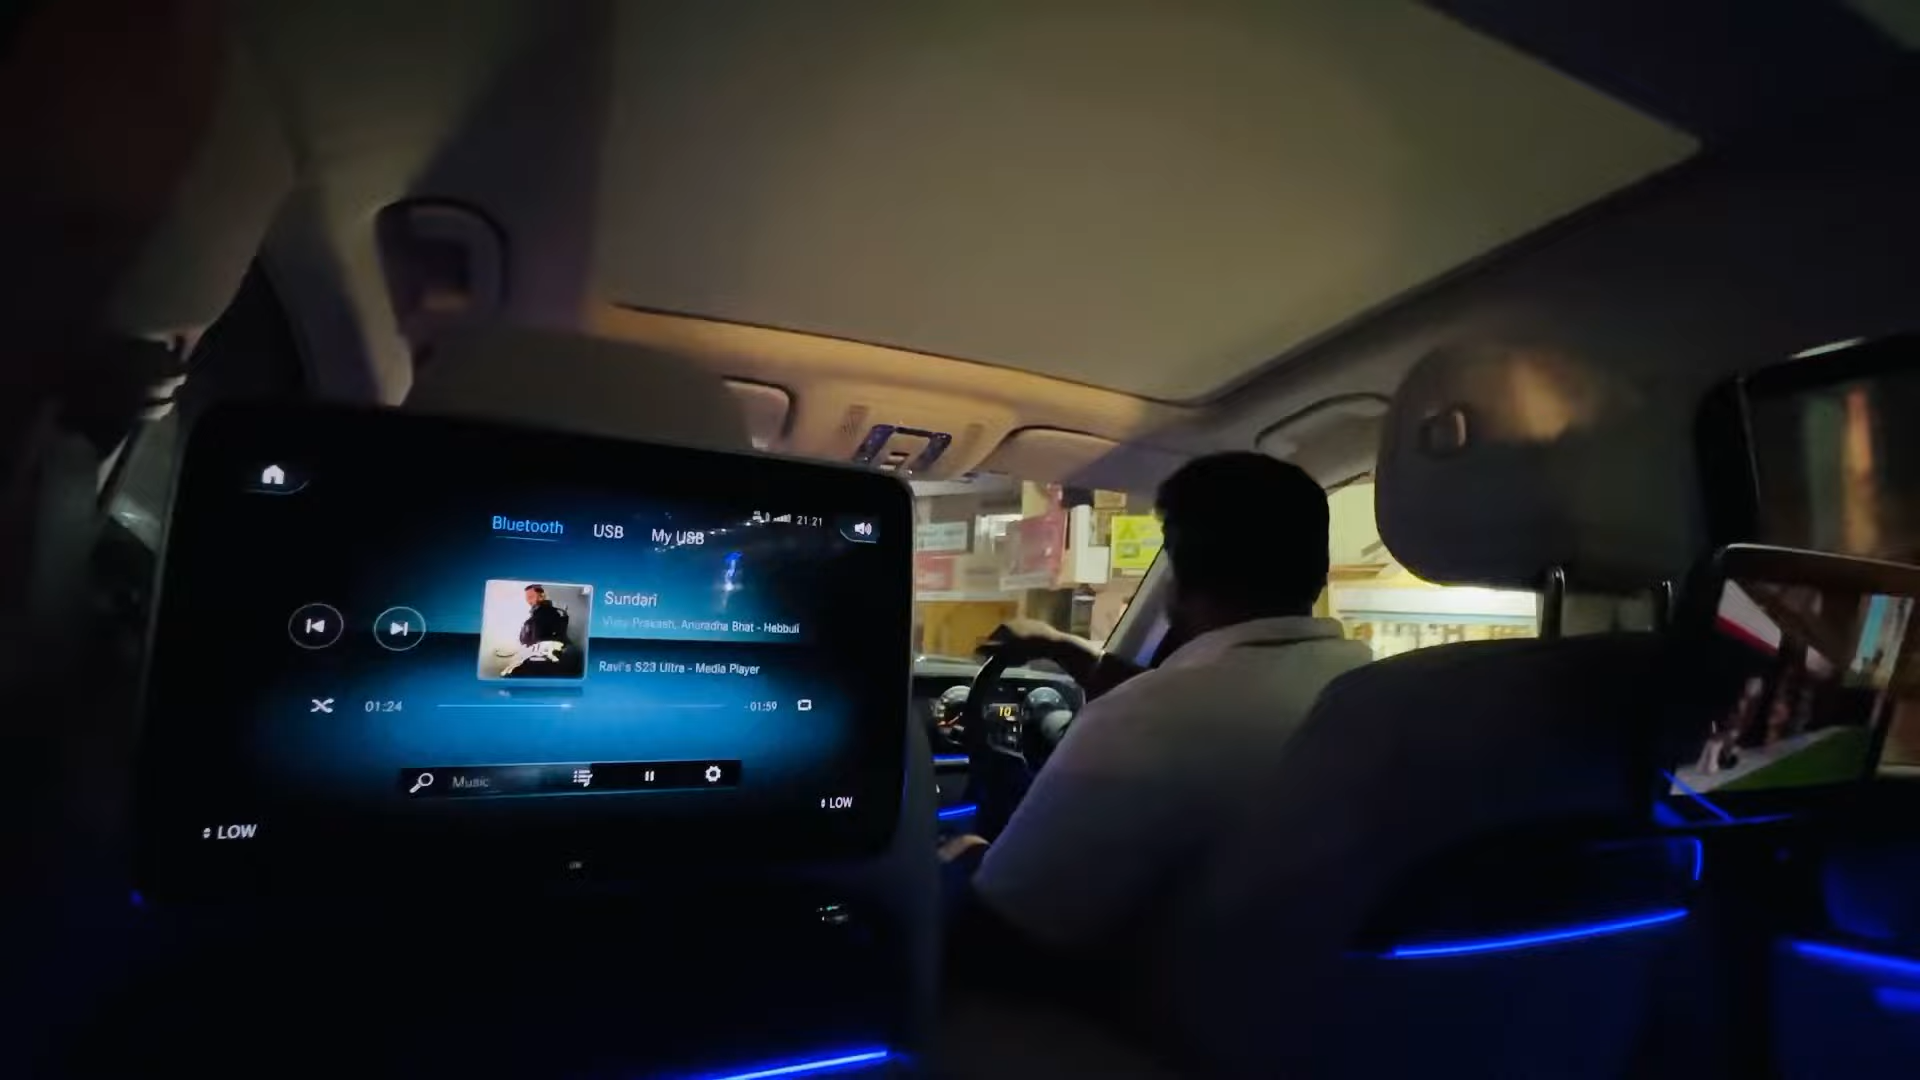 Bluetooth USB My USB 21:21
Sundari
Vijay Prakash, Anuradha Bhat - Hebbuli
Ravi's S23 Ultra - Media Player
01:24 - 01:59
Music
LOW
LOW
10